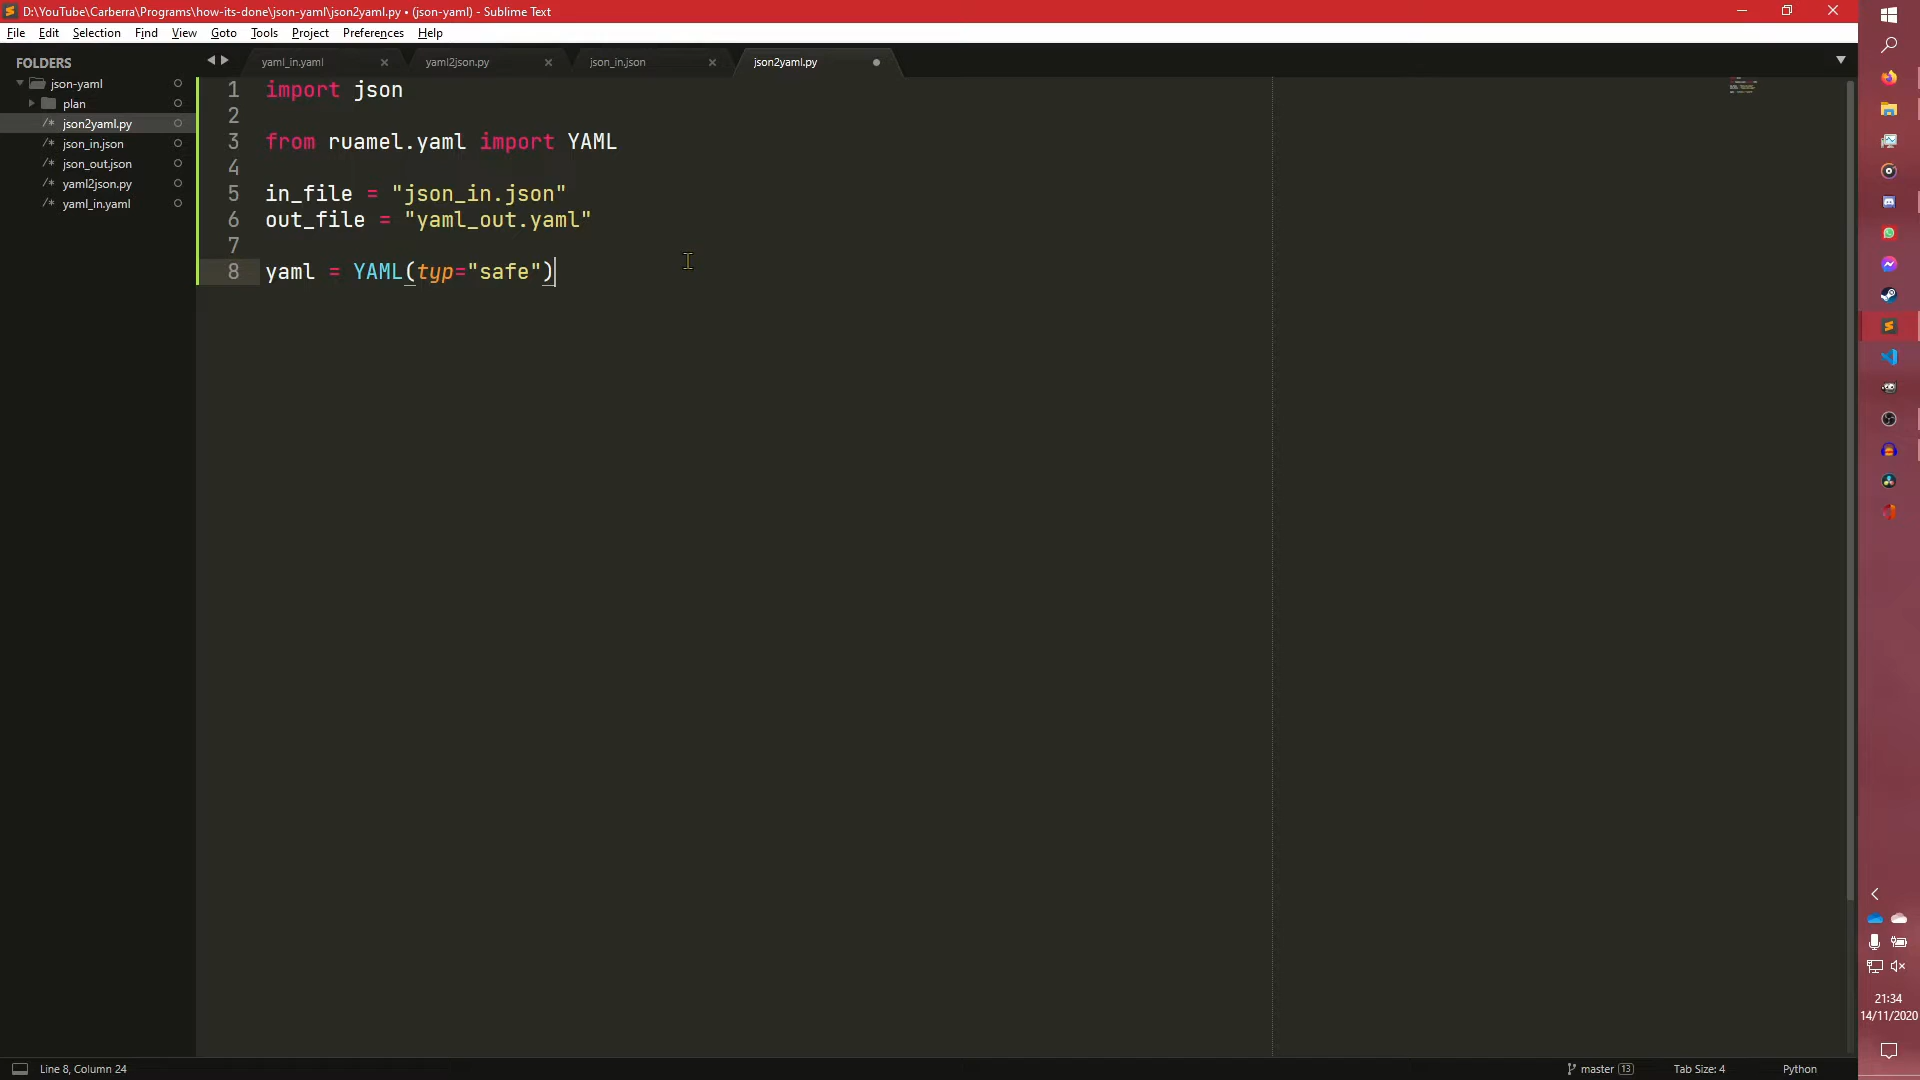 D:\YouTube\Carberra\Programs\how-its-done\json-yaml\json2yaml.py • (json-yaml) - Sublime Text
File Edit Selection Find View Goto Tools Project Preferences Help
FOLDERS
json-yaml
plan
json2yaml.py
json_in.json
json_out.json
yaml2json.py
yaml_in.yaml
yaml_in.yaml yaml2json.py json_in.json json2yaml.py
1 import json
2
3 from ruamel.yaml import YAML
4
5 in_file = "json_in.json"
6 out_file = "yaml_out.yaml"
7
8 yaml = YAML(typ="safe")
21:34
14/11/2020
Line 8, Column 24
master 13
Tab Size: 4
Python